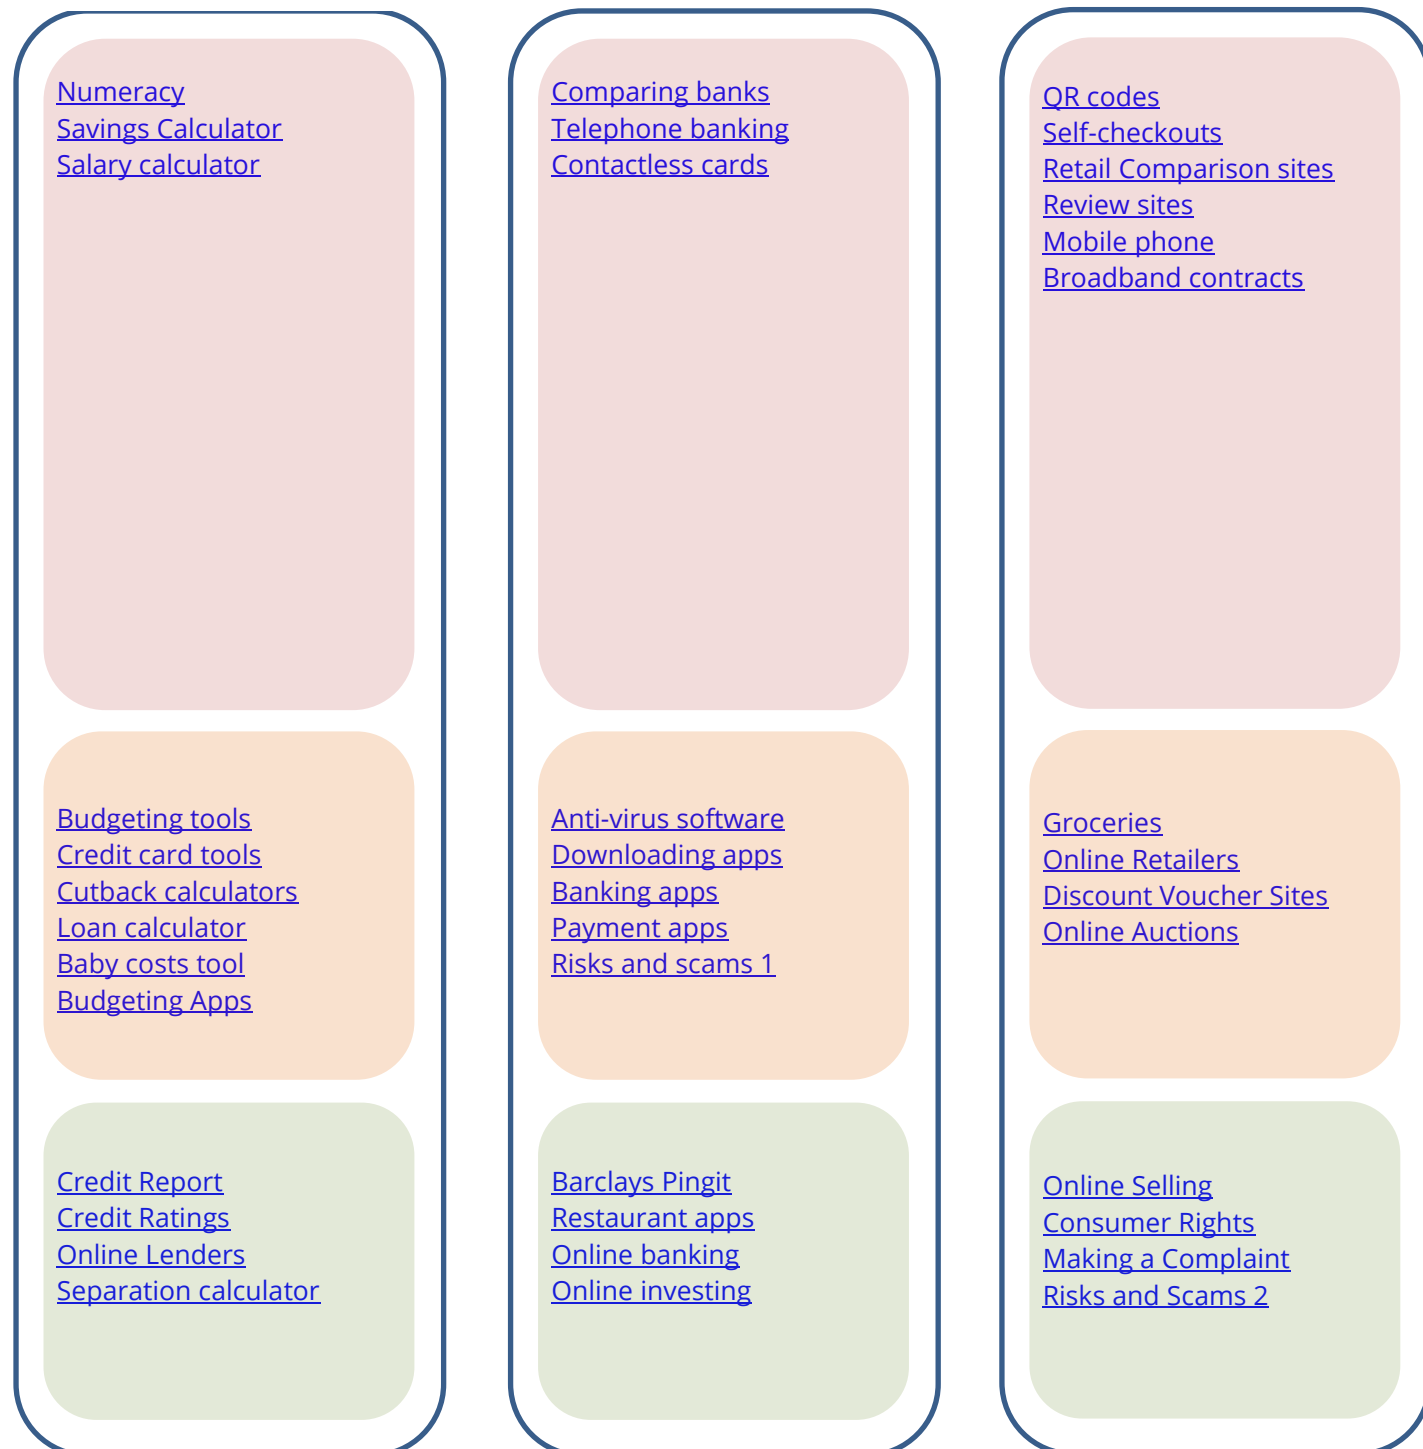 Numeracy
Savings Calculator
Salary calculator
Budgeting tools
Credit card tools
Cutback calculators
Loan calculator
Baby costs tool
Budgeting Apps
Credit Report
Credit Ratings
Online Lenders
Separation calculator
Comparing banks
Telephone banking
Contactless cards
Anti-virus software
Downloading apps
Banking apps
Payment apps
Risks and scams 1
Barclays Pingit
Restaurant apps
Online banking
Online investing
QR codes
Self-checkouts
Retail Comparison sites
Review sites
Mobile phone
Broadband contracts
Groceries
Online Retailers
Discount Voucher Sites
Online Auctions
Online Selling
Consumer Rights
Making a Complaint
Risks and Scams 2